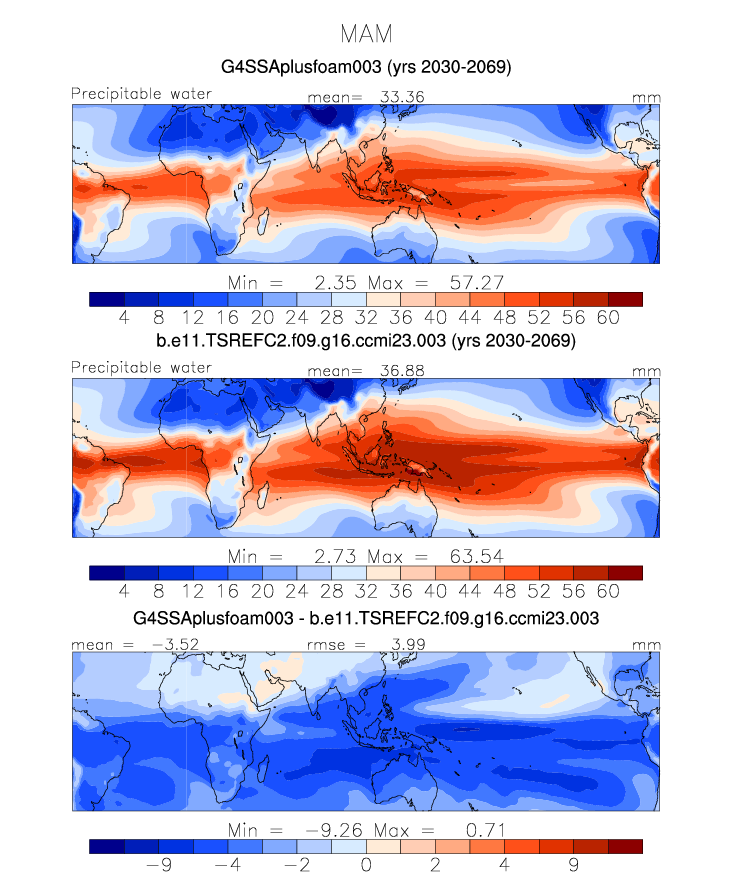 MAM
G4SSAplusfoam003 (yrs 2030-2069)
Precipitable water mean= 33.36 mm
Min = 2.35 Max = 57.27
4 8 12 16 20 24 28 32 36 40 44 48 52 56 60
b.e11.TSREFC2.f09.g16.ccmi23.003 (yrs 2030-2069)
Precipitable water mean= 36.88 mm
Min = 2.73 Max = 63.54
4 8 12 16 20 24 28 32 36 40 44 48 52 56 60
G4SSAplusfoam003 - b.e11.TSREFC2.f09.g16.ccmi23.003
mean = −3.52 rmse = 3.99 mm
Min = −9.26 Max = 0.71
−9 −4 −2 0 2 4 9